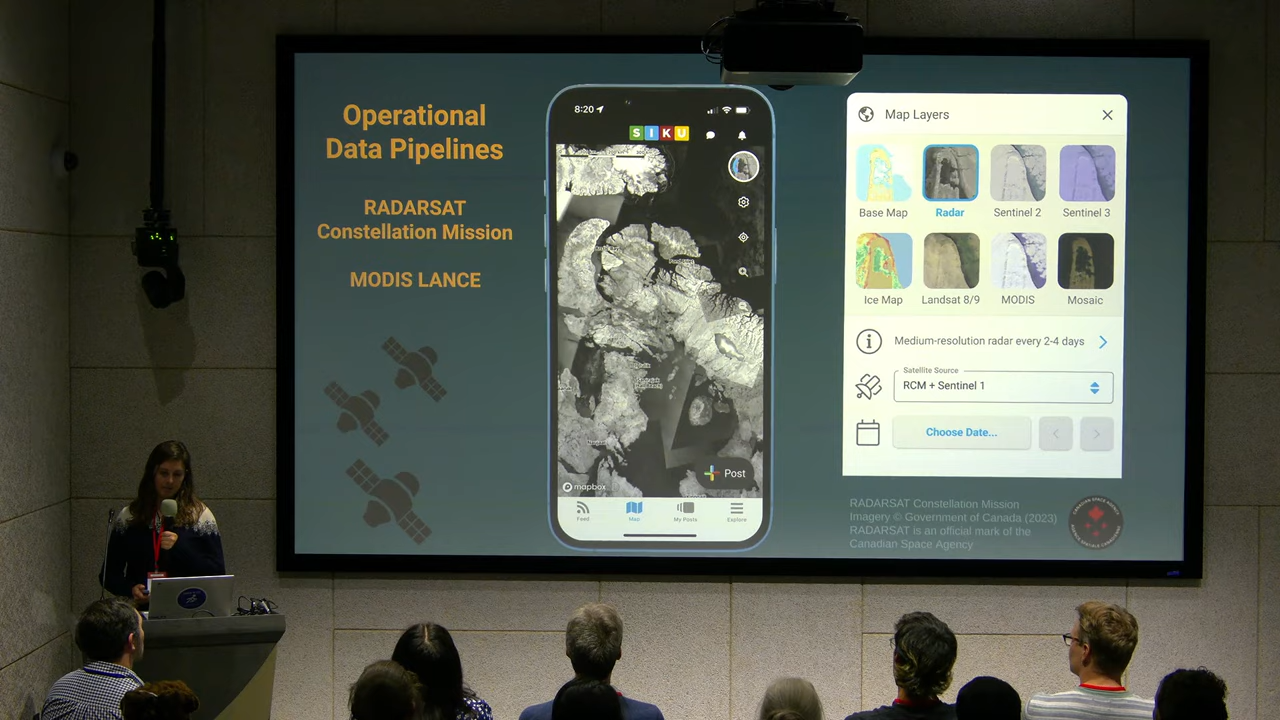 Operational
Data Pipelines
RADARSAT
Constellation Mission
MODIS LANCE
8:20
SIKU
mapbox
Post
Feed
Map
My Posts
Explore
Map Layers
Base Map
Radar
Sentinel 2
Sentinel 3
Ice Map
Landsat 8/9
MODIS
Mosaic
Medium-resolution radar every 2-4 days
Satellite Source
RCM + Sentinel 1
Choose Date...
RADARSAT Constellation Mission
Imagery © Government of Canada (2023)
RADARSAT is an official mark of the
Canadian Space Agency